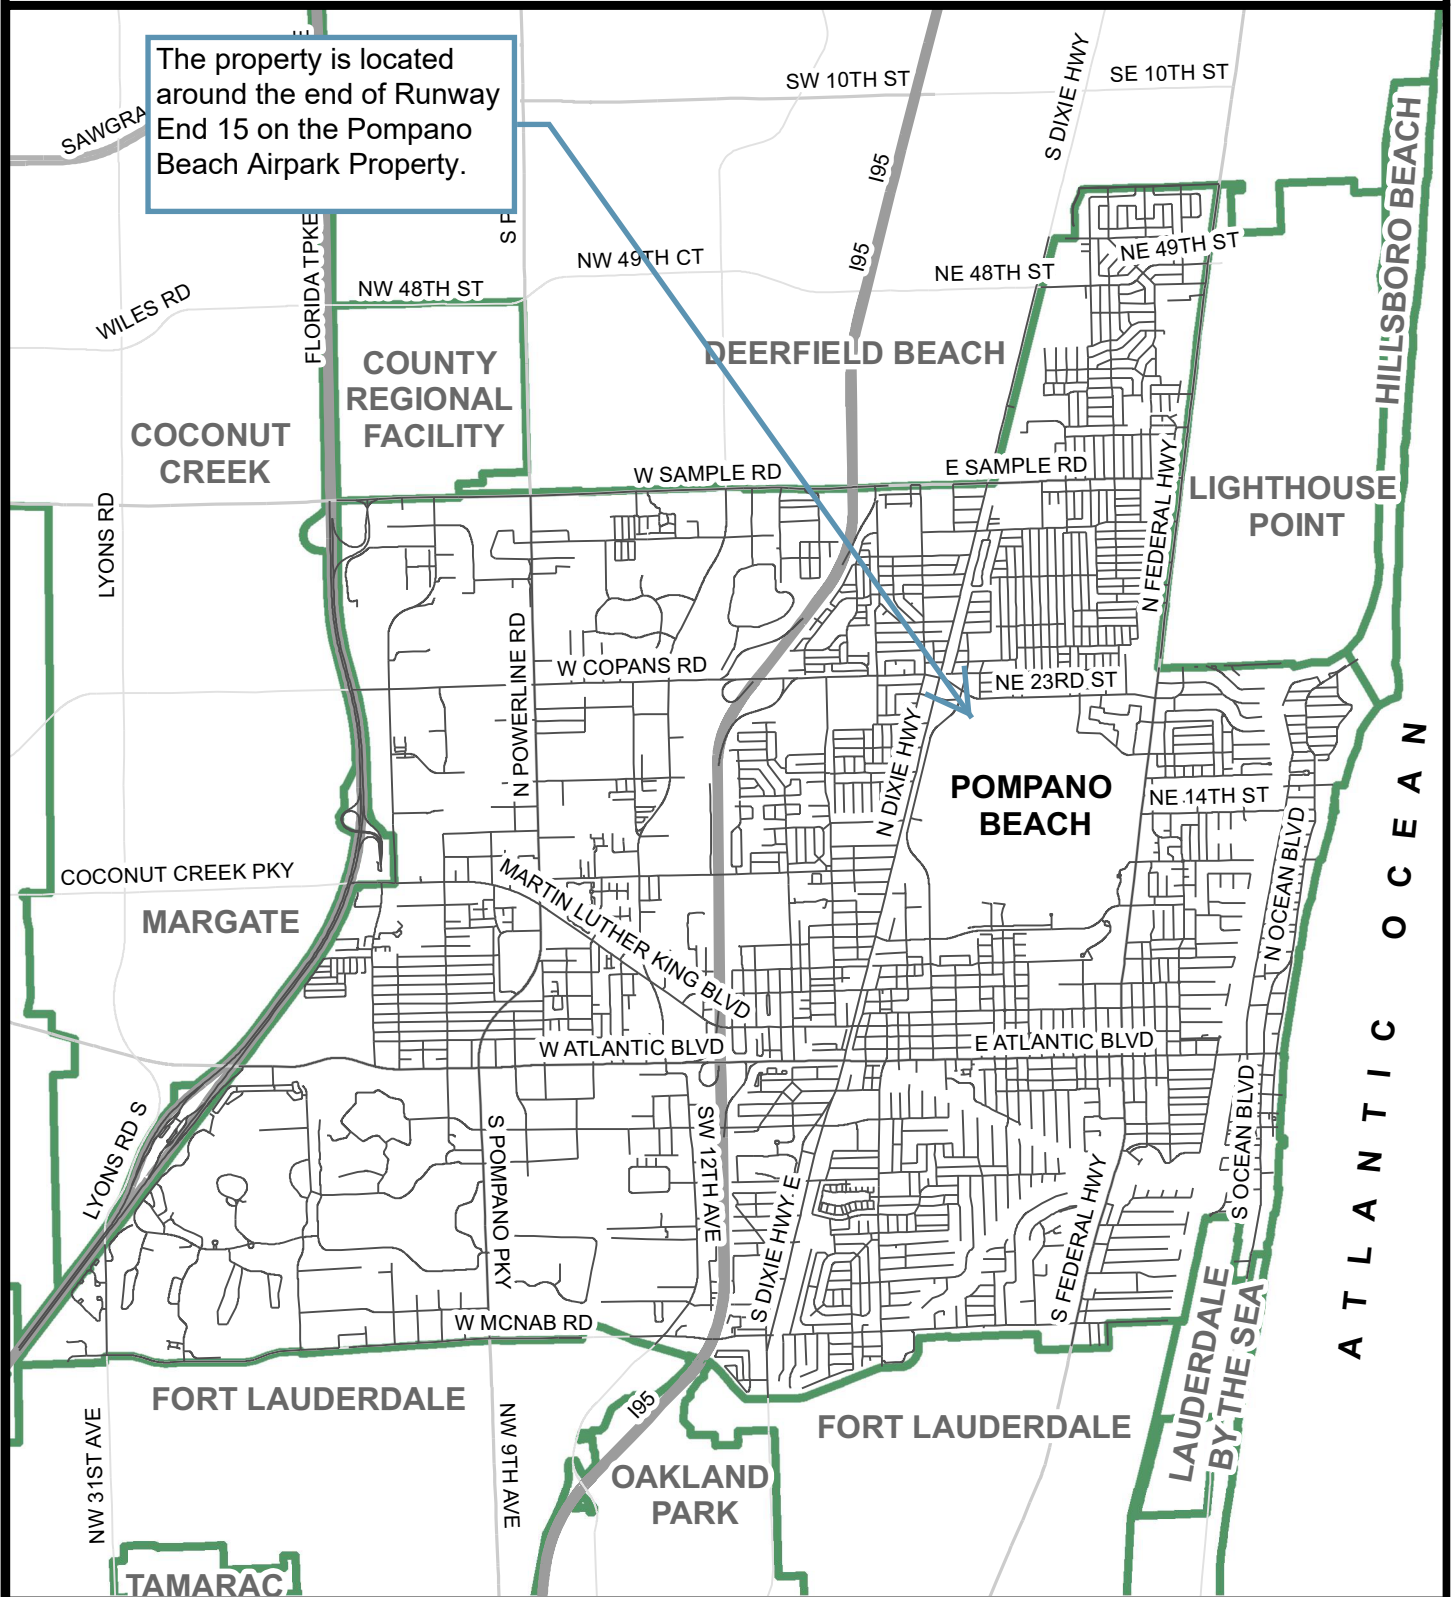 The property is located
around the end of Runway
End 15 on the Pompano
Beach Airpark Property.
SW 10TH ST
SE 10TH ST
S DIXIE HWY
SAWGRA
I95
HILLSBORO BEACH
FLORIDA TPKE
S P
I95
NW 49TH CT
NE 49TH ST
NE 48TH ST
NW 48TH ST
WILES RD
DEERFIELD BEACH
COUNTY
REGIONAL
FACILITY
COCONUT
CREEK
W SAMPLE RD
E SAMPLE RD
LIGHTHOUSE
POINT
LYONS RD
N FEDERAL HWY
N POWERLINE RD
W COPANS RD
NE 23RD ST
N DIXIE HWY
POMPANO
BEACH
NE 14TH ST
N OCEAN BLVD
ATLANTIC OCEAN
COCONUT CREEK PKY
MARTIN LUTHER KING BLVD
MARGATE
W ATLANTIC BLVD
E ATLANTIC BLVD
LYONS RD S
S POMPANO PKY
SW 12TH AVE
S DIXIE HWY E
S FEDERAL HWY
S OCEAN BLVD
W MCNAB RD
LAUDERDALE
BY THE SEA
FORT LAUDERDALE
FORT LAUDERDALE
I95
NW 31ST AVE
NW 9TH AVE
OAKLAND
PARK
TAMARAC